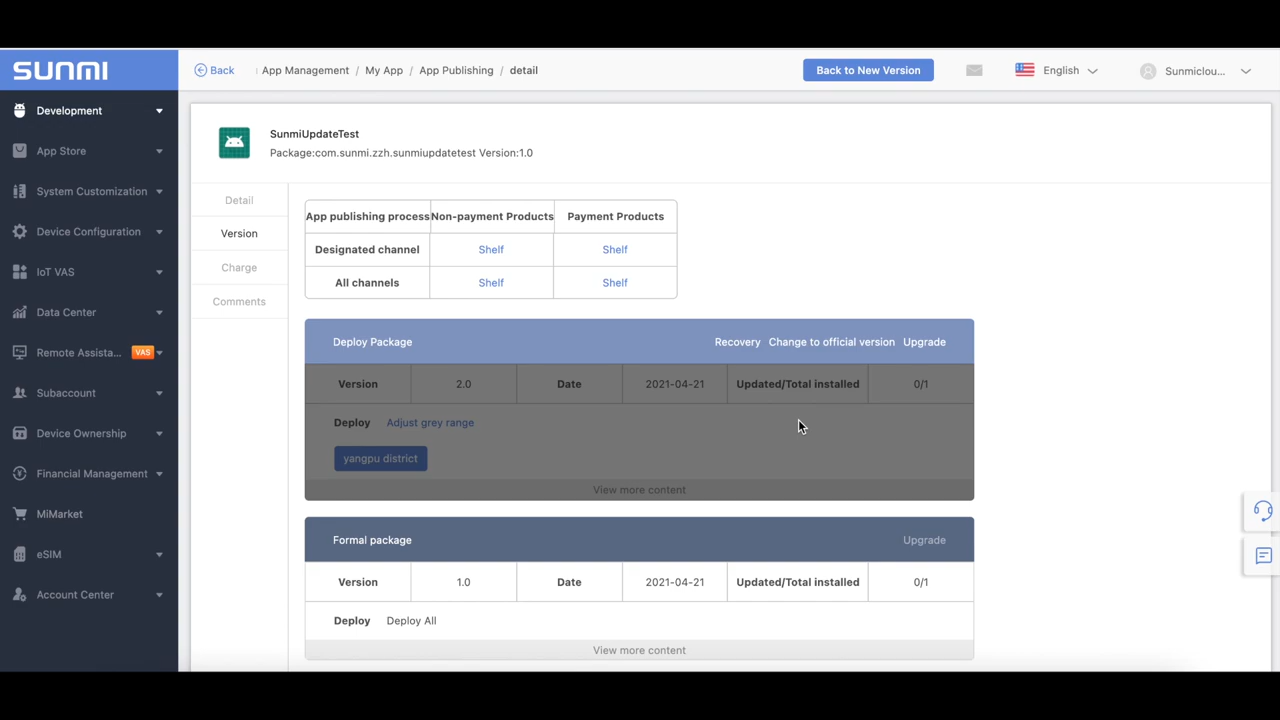 SUNMI
Back
App Management / My App / App Publishing / detail
Back to New Version
English
Sunmiclou...
Development
App Store
System Customization
Device Configuration
IoT VAS
Data Center
Remote Assista... VAS
Subaccount
Device Ownership
Financial Management
MiMarket
eSIM
Account Center
SunmiUpdateTest
Package:com.sunmi.zzh.sunmiupdatetest Version:1.0
Detail
Version
Charge
Comments
App publishing process Non-payment Products Payment Products
Designated channel Shelf Shelf
All channels Shelf Shelf
Deploy Package Recovery Change to official version Upgrade
Version 2.0 Date 2021-04-21 Updated/Total installed 0/1
Deploy Adjust grey range
yangpu district
View more content
Formal package Upgrade
Version 1.0 Date 2021-04-21 Updated/Total installed 0/1
Deploy Deploy All
View more content